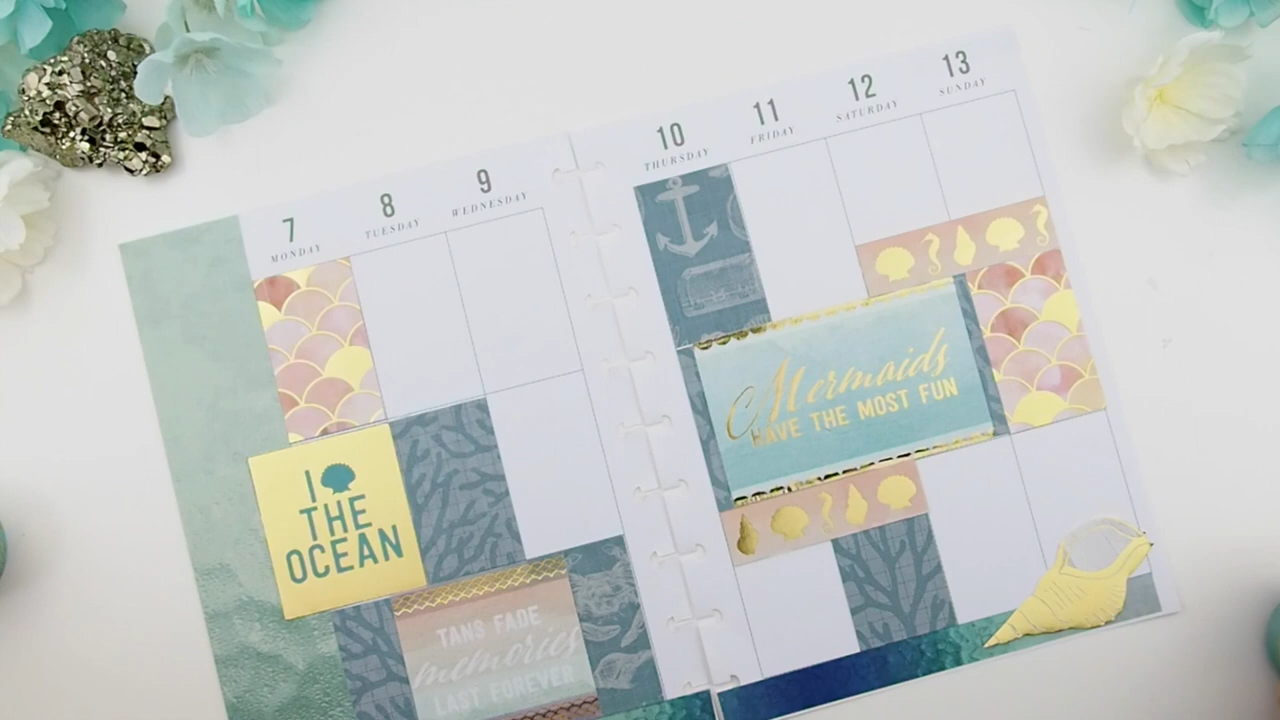 7
MONDAY
8
TUESDAY
9
WEDNESDAY
10
THURSDAY
11
FRIDAY
12
SATURDAY
13
SUNDAY
I
THE
OCEAN
TANS FADE
memories
LAST FOREVER
Mermaids
HAVE THE MOST FUN